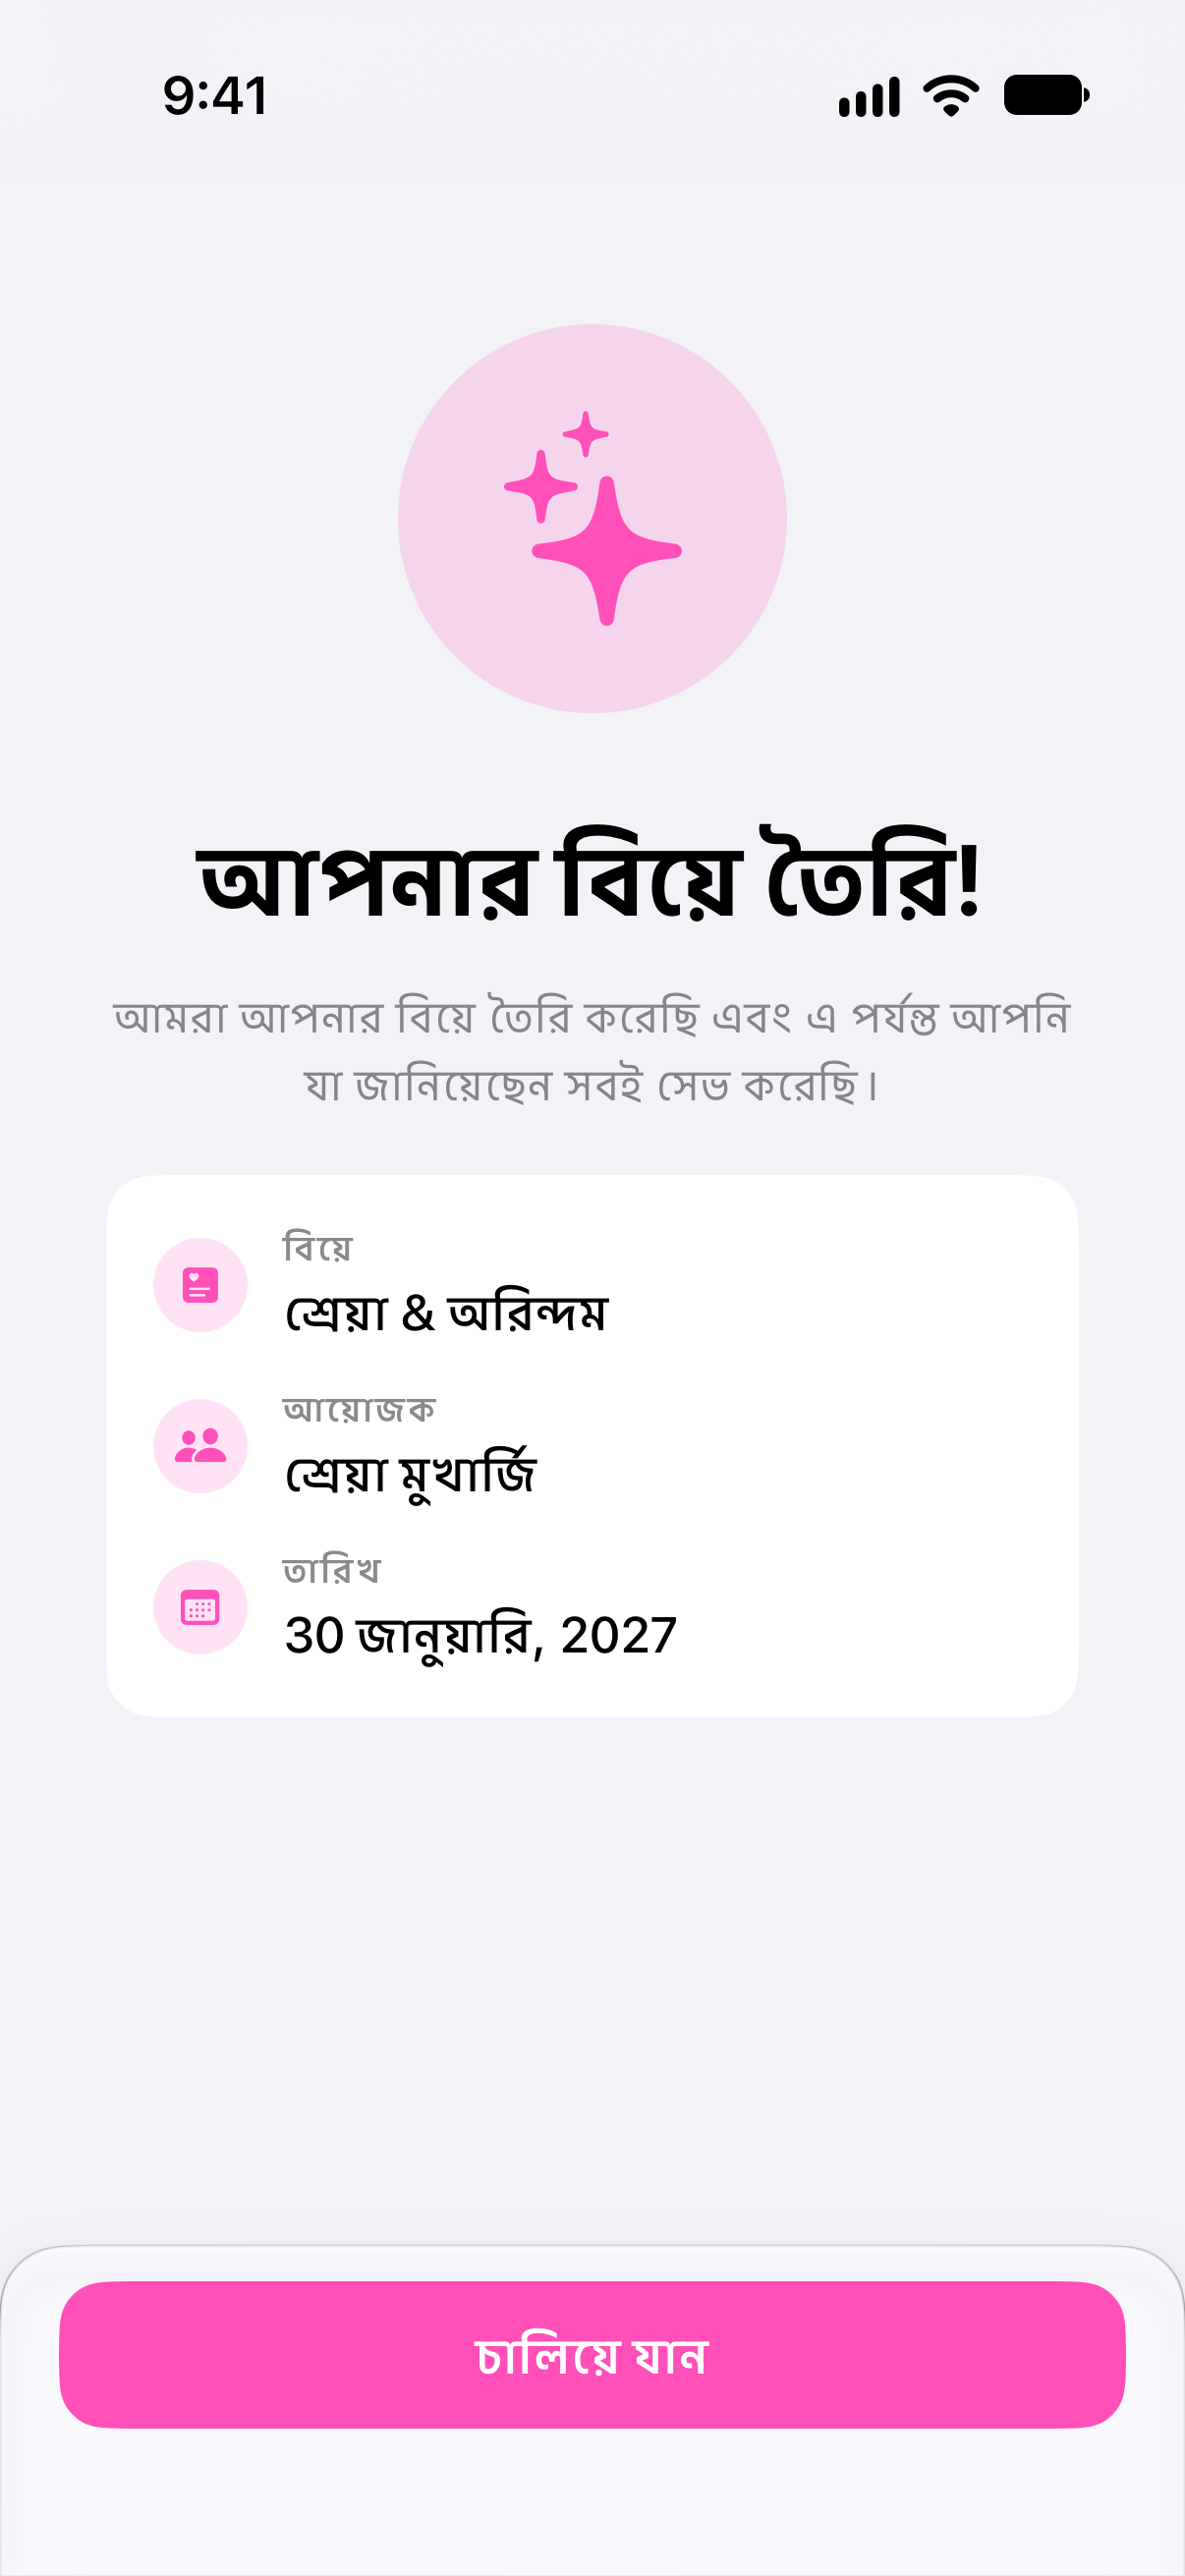 9:41
আপনার বিয়ে তৈরি!
আমরা আপনার বিয়ে তৈরি করেছি এবং এ পর্যন্ত আপনি
যা জানিয়েছেন সবই সেভ করেছি।
বিয়ে
শ্রেয়া & অরিন্দম
আয়োজক
শ্রেয়া মুখার্জি
তারিখ
30 জানুয়ারি, 2027
চালিয়ে যান